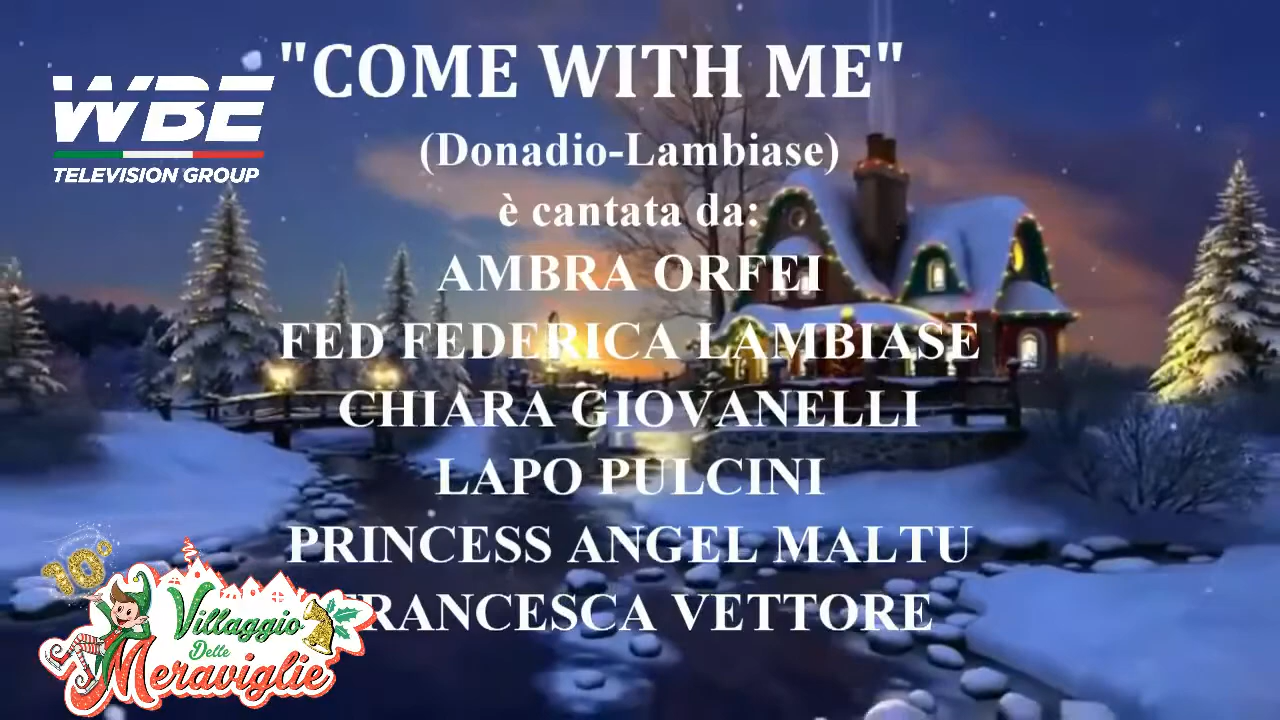 "COME WITH ME"
WBE
TELEVISION GROUP
(Donadio-Lambiase)
è cantata da:
AMBRA ORFEI
FED FEDERICA LAMBIASE
CHIARA GIOVANELLI
LAPO PULCINI
PRINCESS ANGEL MALTU
FRANCESCA VETTORE
10°
Villaggio
Delle
Meraviglie